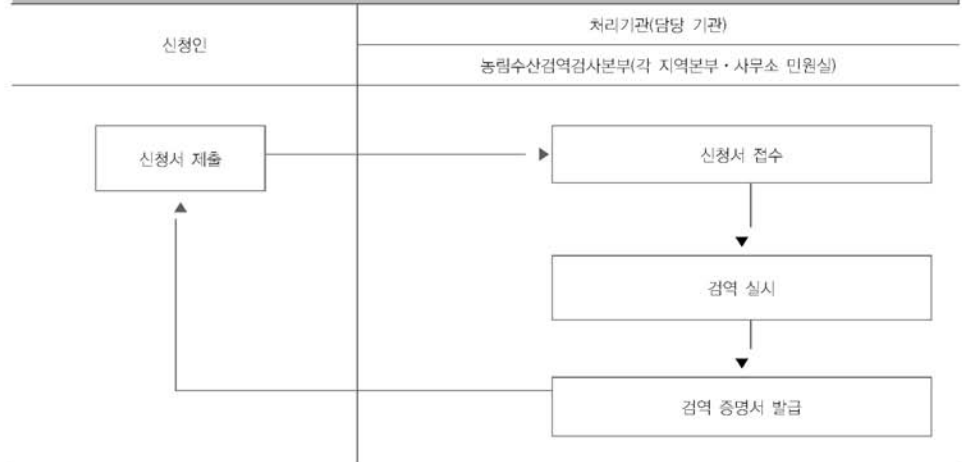 신청인
처리기관(담당 기관)
농림수산검역검사본부(각 지역본부・사무소 민원실)
신청서 제출
신청서 접수
검역 실시
검역 증명서 발급